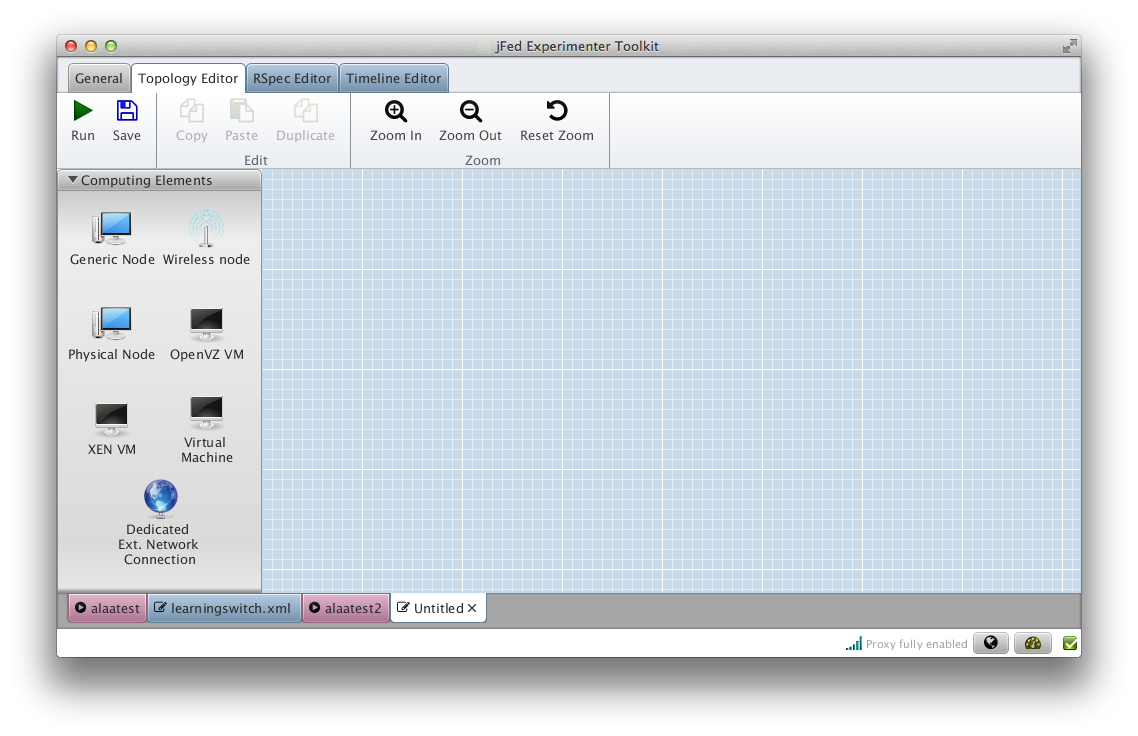 jFed Experimenter Toolkit
General Topology Editor RSpec Editor Timeline Editor
Run Save Copy Paste Duplicate Zoom In Zoom Out Reset Zoom
Edit Zoom
Computing Elements
Generic Node Wireless node
Physical Node OpenVZ VM
XEN VM
Virtual
Machine
Dedicated
Ext. Network
Connection
alaatest learningswitch.xml alaatest2 Untitled
Proxy fully enabled